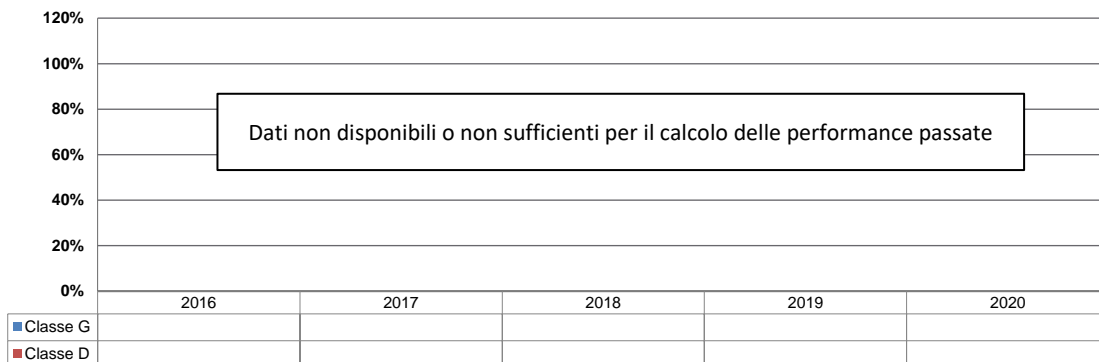 120%
100%
80%
Dati non disponibili o non sufficienti per il calcolo delle performance passate
60%
40%
20%
0%
2016 2017 2018 2019 2020
Classe G
Classe D